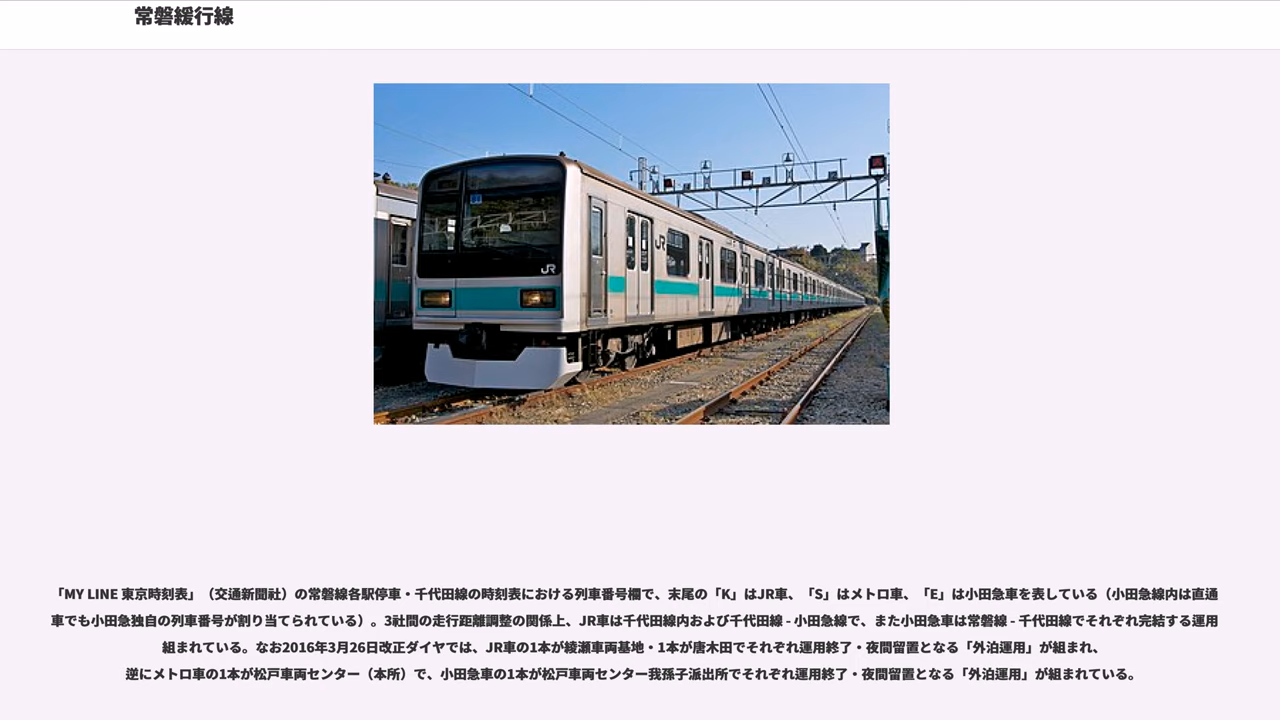 常磐緩行線
JR
JR
「MY LINE 東京時刻表」（交通新聞社）の常磐線各駅停車・千代田線の時刻表における列車番号欄で、末尾の「K」はJR車、「S」はメトロ車、「E」は小田急車を表している（小田急線内は直通
車でも小田急独自の列車番号が割り当てられている）。3社間の走行距離調整の関係上、JR車は千代田線内および千代田線 - 小田急線で、また小田急車は常磐線 - 千代田線でそれぞれ完結する運用
組まれている。なお2016年3月26日改正ダイヤでは、JR車の1本が綾瀬車両基地・1本が唐木田でそれぞれ運用終了・夜間留置となる「外泊運用」が組まれ、
逆にメトロ車の1本が松戸車両センター（本所）で、小田急車の1本が松戸車両センター我孫子派出所でそれぞれ運用終了・夜間留置となる「外泊運用」が組まれている。